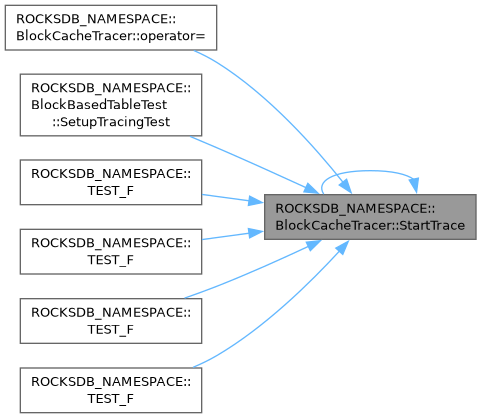 ROCKSDB_NAMESPACE::
BlockCacheTracer::operator=
ROCKSDB_NAMESPACE::
BlockBasedTableTest
::SetupTracingTest
ROCKSDB_NAMESPACE::
TEST_F
ROCKSDB_NAMESPACE::
BlockCacheTracer::StartTrace
ROCKSDB_NAMESPACE::
TEST_F
ROCKSDB_NAMESPACE::
TEST_F
ROCKSDB_NAMESPACE::
TEST_F